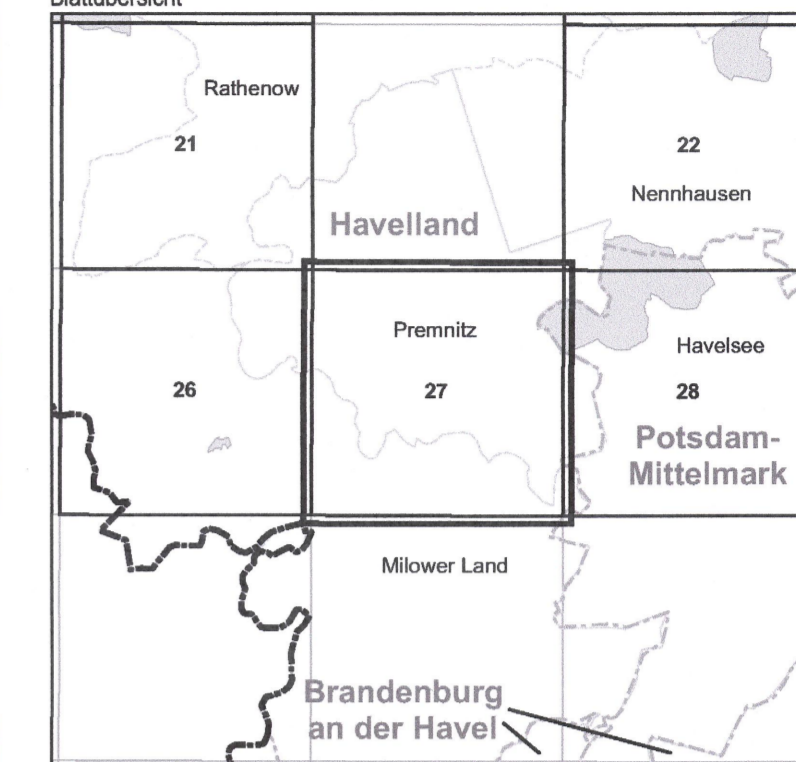 Blattübersicht
Rathenow
21
22
Nennhausen
Havelland
Premnitz
Havelsee
26
27
28
Potsdam-
Mittelmark
Milower Land
Brandenburg
an der Havel